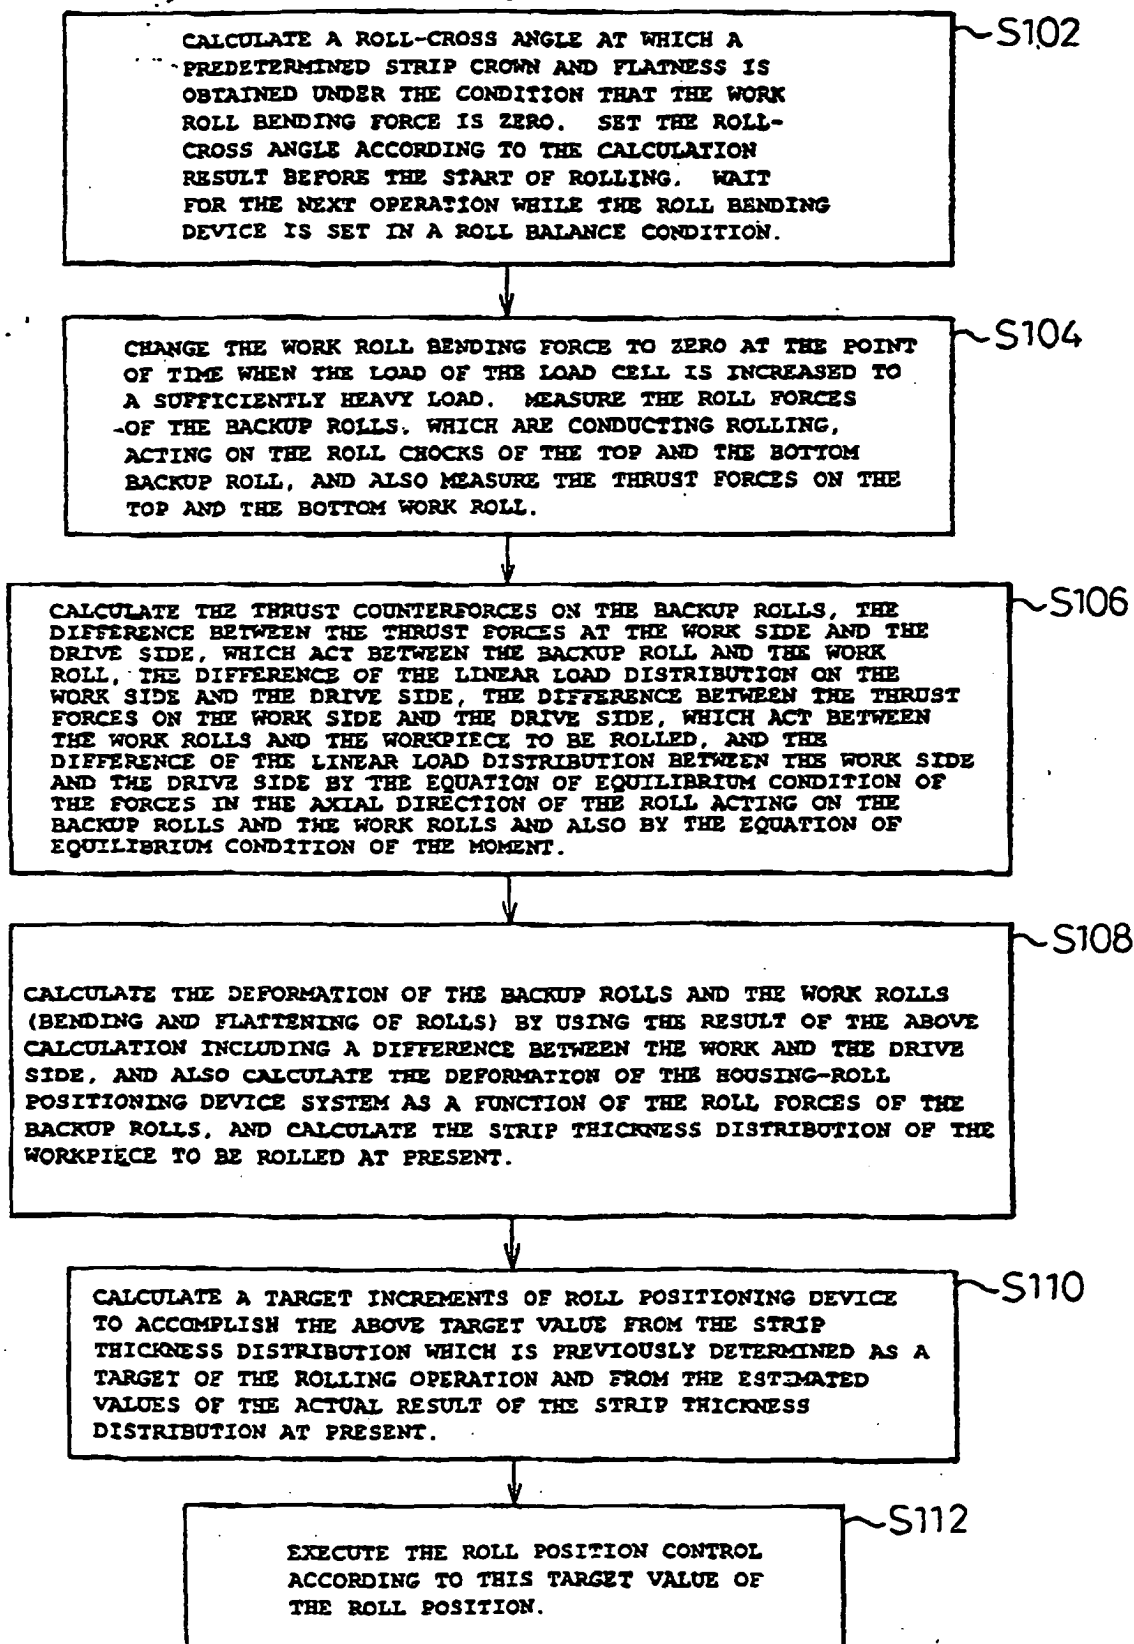 S102
CALCULATE A ROLL-CROSS ANGLE AT WHICH A
PREDETERMINED STRIP CROWN AND FLATNESS IS
OBTAINED UNDER THE CONDITION THAT THE WORK
ROLL BENDING FORCE IS ZERO. SET THE ROLL-
CROSS ANGLE ACCORDING TO THE CALCULATION
RESULT BEFORE THE START OF ROLLING. WAIT
FOR THE NEXT OPERATION WHILE THE ROLL BENDING
DEVICE IS SET IN A ROLL BALANCE CONDITION.
S104
CHANGE THE WORK ROLL BENDING FORCE TO ZERO AT THE POINT
OF TIME WHEN THE LOAD OF THE LOAD CELL IS INCREASED TO
A SUFFICIENTLY HEAVY LOAD. MEASURE THE ROLL FORCES
OF THE BACKUP ROLLS, WHICH ARE CONDUCTING ROLLING,
ACTING ON THE ROLL CHOCKS OF THE TOP AND THE BOTTOM
BACKUP ROLL, AND ALSO MEASURE THE THRUST FORCES ON THE
TOP AND THE BOTTOM WORK ROLL.
S106
CALCULATE THE THRUST COUNTERFORCES ON THE BACKUP ROLLS, THE
DIFFERENCE BETWEEN THE THRUST FORCES AT THE WORK SIDE AND THE
DRIVE SIDE, WHICH ACT BETWEEN THE BACKUP ROLL AND THE WORK
ROLL, THE DIFFERENCE OF THE LINEAR LOAD DISTRIBUTION ON THE
WORK SIDE AND THE DRIVE SIDE, THE DIFFERENCE BETWEEN THE THRUST
FORCES ON THE WORK SIDE AND THE DRIVE SIDE, WHICH ACT BETWEEN
THE WORK ROLLS AND THE WORKPIECE TO BE ROLLED, AND THE
DIFFERENCE OF THE LINEAR LOAD DISTRIBUTION BETWEEN THE WORK SIDE
AND THE DRIVE SIDE BY THE EQUATION OF EQUILIBRIUM CONDITION OF
THE FORCES IN THE AXIAL DIRECTION OF THE ROLL ACTING ON THE
BACKUP ROLLS AND THE WORK ROLLS AND ALSO BY THE EQUATION OF
EQUILIBRIUM CONDITION OF THE MOMENT.
S108
CALCULATE THE DEFORMATION OF THE BACKUP ROLLS AND THE WORK ROLLS
(BENDING AND FLATTENING OF ROLLS) BY USING THE RESULT OF THE ABOVE
CALCULATION INCLUDING A DIFFERENCE BETWEEN THE WORK AND THE DRIVE
SIDE, AND ALSO CALCULATE THE DEFORMATION OF THE HOUSING-ROLL
POSITIONING DEVICE SYSTEM AS A FUNCTION OF THE ROLL FORCES OF THE
BACKUP ROLLS, AND CALCULATE THE STRIP THICKNESS DISTRIBUTION OF THE
WORKPIECE TO BE ROLLED AT PRESENT.
S110
CALCULATE A TARGET INCREMENTS OF ROLL POSITIONING DEVICE
TO ACCOMPLISH THE ABOVE TARGET VALUE FROM THE STRIP
THICKNESS DISTRIBUTION WHICH IS PREVIOUSLY DETERMINED AS A
TARGET OF THE ROLLING OPERATION AND FROM THE ESTIMATED
VALUES OF THE ACTUAL RESULT OF THE STRIP THICKNESS
DISTRIBUTION AT PRESENT.
S112
EXECUTE THE ROLL POSITION CONTROL
ACCORDING TO THIS TARGET VALUE OF
THE ROLL POSITION.